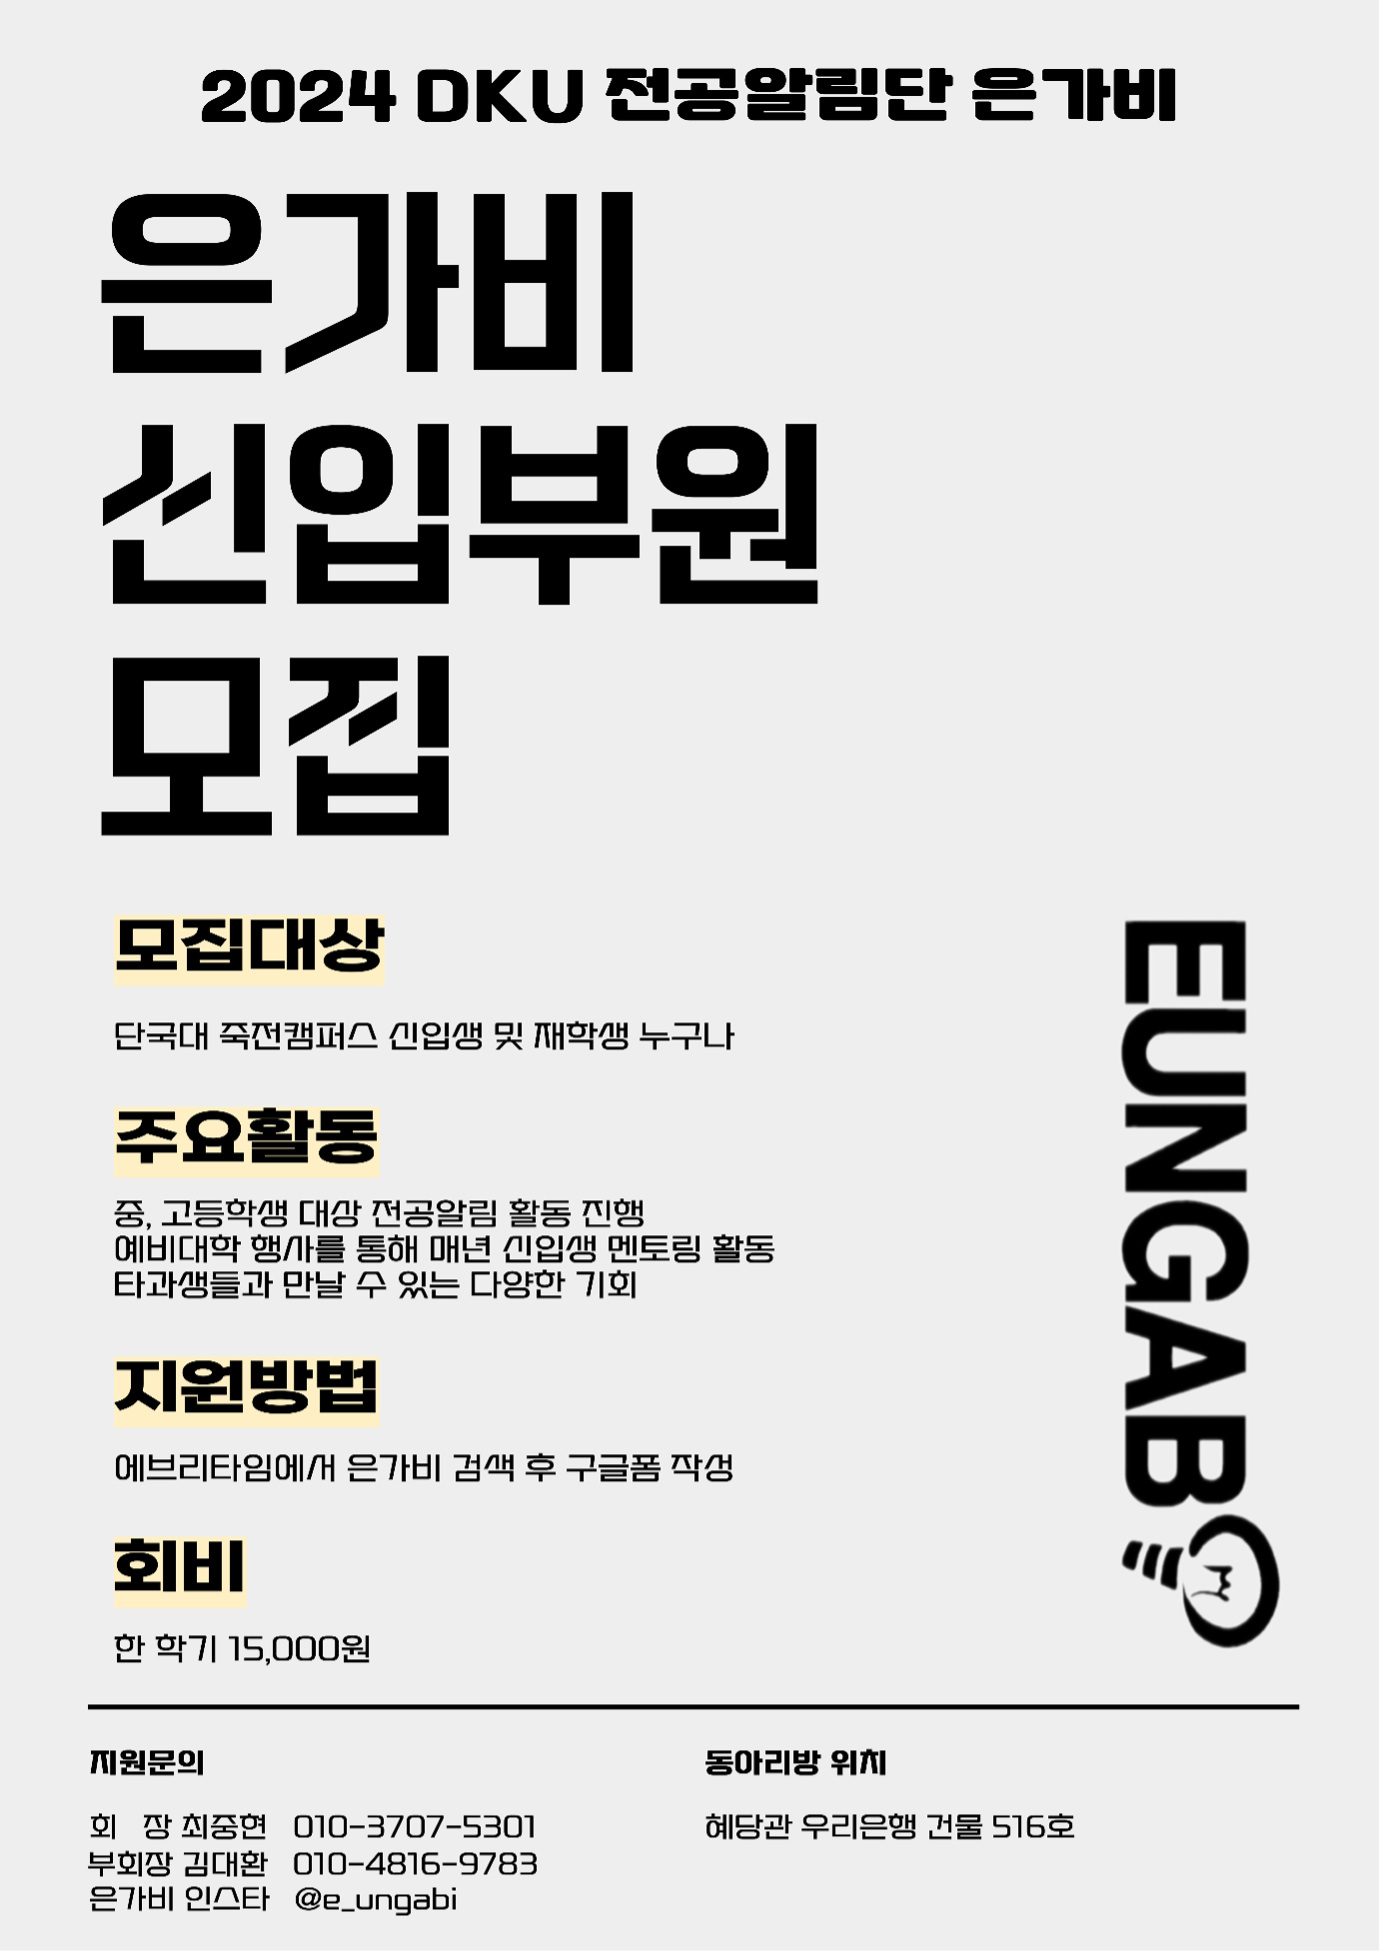 2024 DKU 전공알림단 은가비
은가비
신입부원
모집
모집대상
단국대 죽전캠퍼스 신입생 및 재학생 누구나
주요활동
중, 고등학생 대상 전공알림 활동 진행
예비대학 행사를 통해 매년 신입생 멘토링 활동
타과생들과 만날 수 있는 다양한 기회
지원방법
에브리타임에서 은가비 검색 후 구글폼 작성
회비
한 학기 15,000원
EUNGAB
지원문의
회 장 최중현 010-3707-5301
부회장 김대환 010-4816-9783
은가비 인스타 @e_ungabi
동아리방 위치
혜당관 우리은행 건물 516호